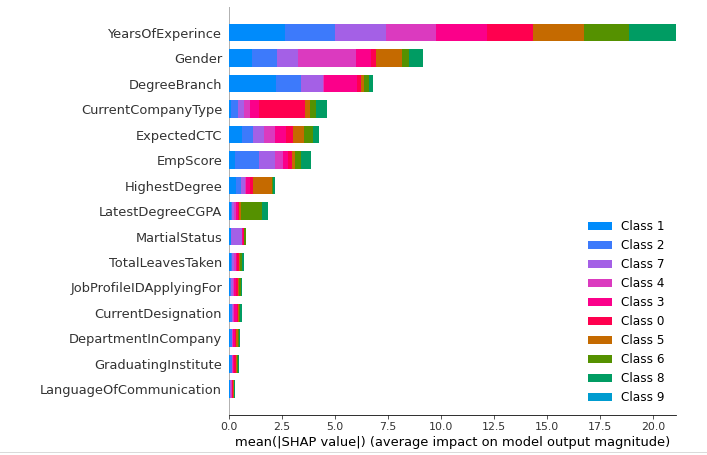 YearsOfExperince
Gender
DegreeBranch
CurrentCompanyType
ExpectedCTC
EmpScore
HighestDegree
LatestDegreeCGPA
MartialStatus
TotalLeavesTaken
JobProfileIDApplyingFor
CurrentDesignation
DepartmentInCompany
GraduatingInstitute
LanguageOfCommunication
Class 1
Class 2
Class 7
Class 4
Class 3
Class 0
Class 5
Class 6
Class 8
Class 9
0.0 2.5 5.0 7.5 10.0 12.5 15.0 17.5 20.0
mean(|SHAP value|) (average impact on model output magnitude)